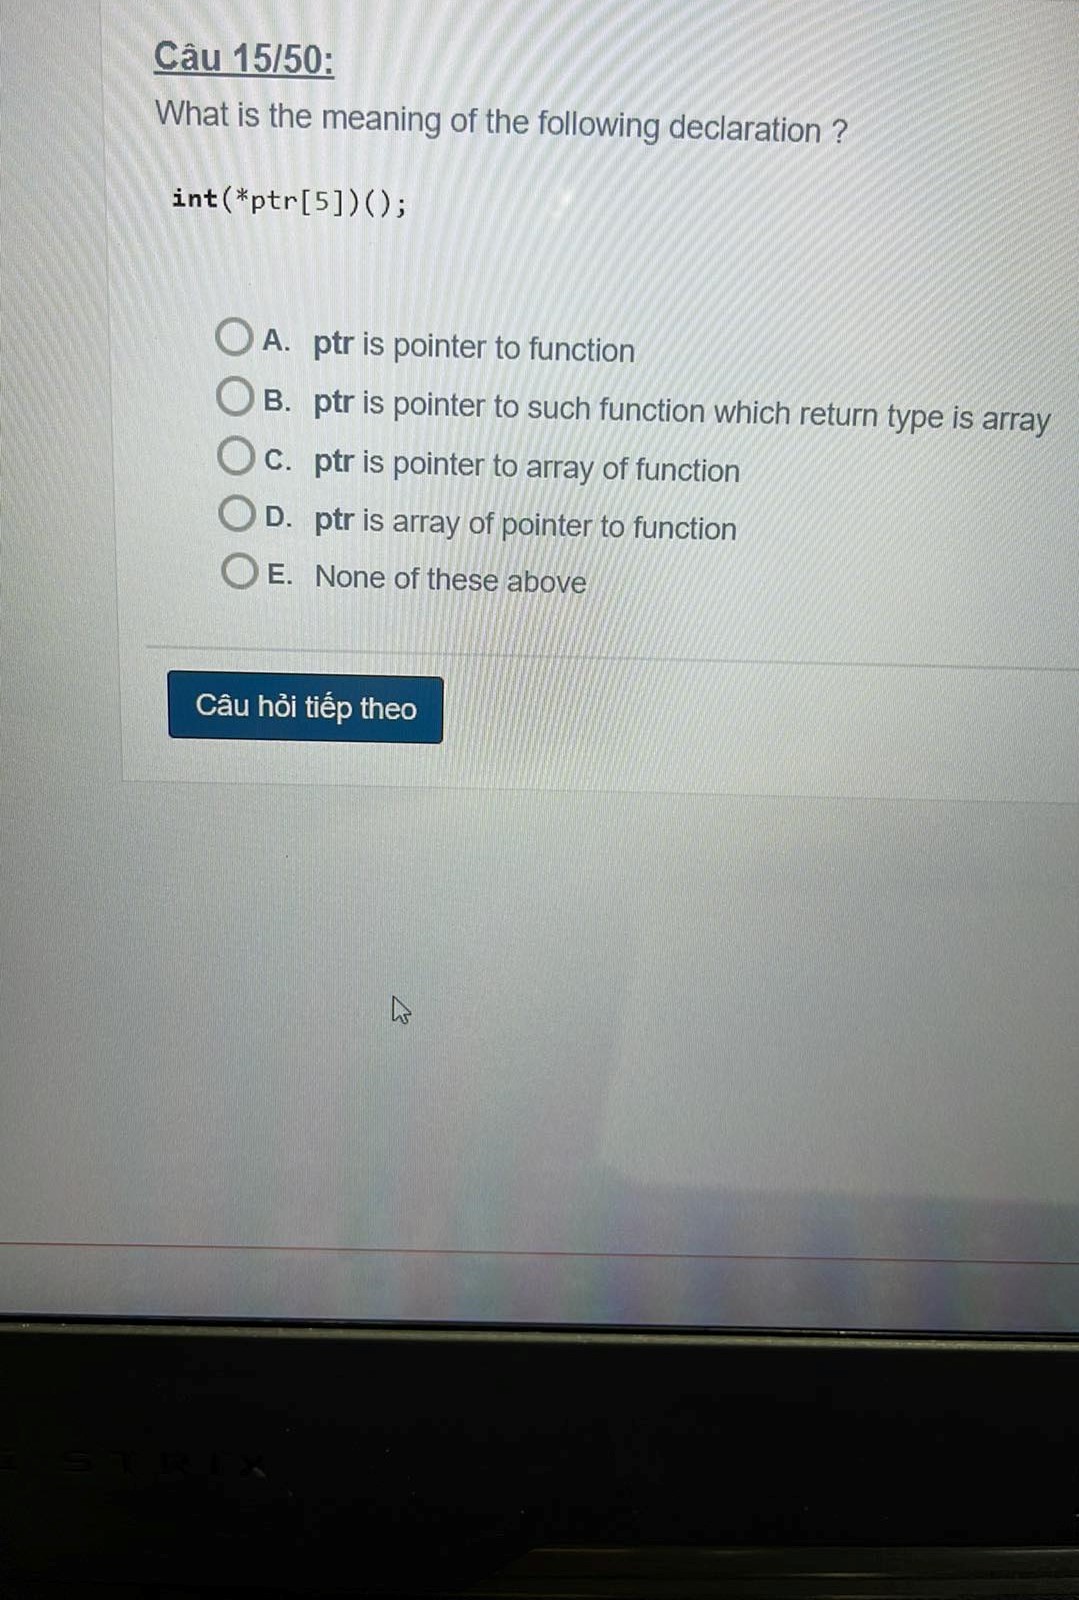 Câu 15/50:
What is the meaning of the following declaration ?
int(*ptr[5])();
A. ptr is pointer to function
B. ptr is pointer to such function which return type is array
C. ptr is pointer to array of function
D. ptr is array of pointer to function
E. None of these above
Câu hỏi tiếp theo
STRIX